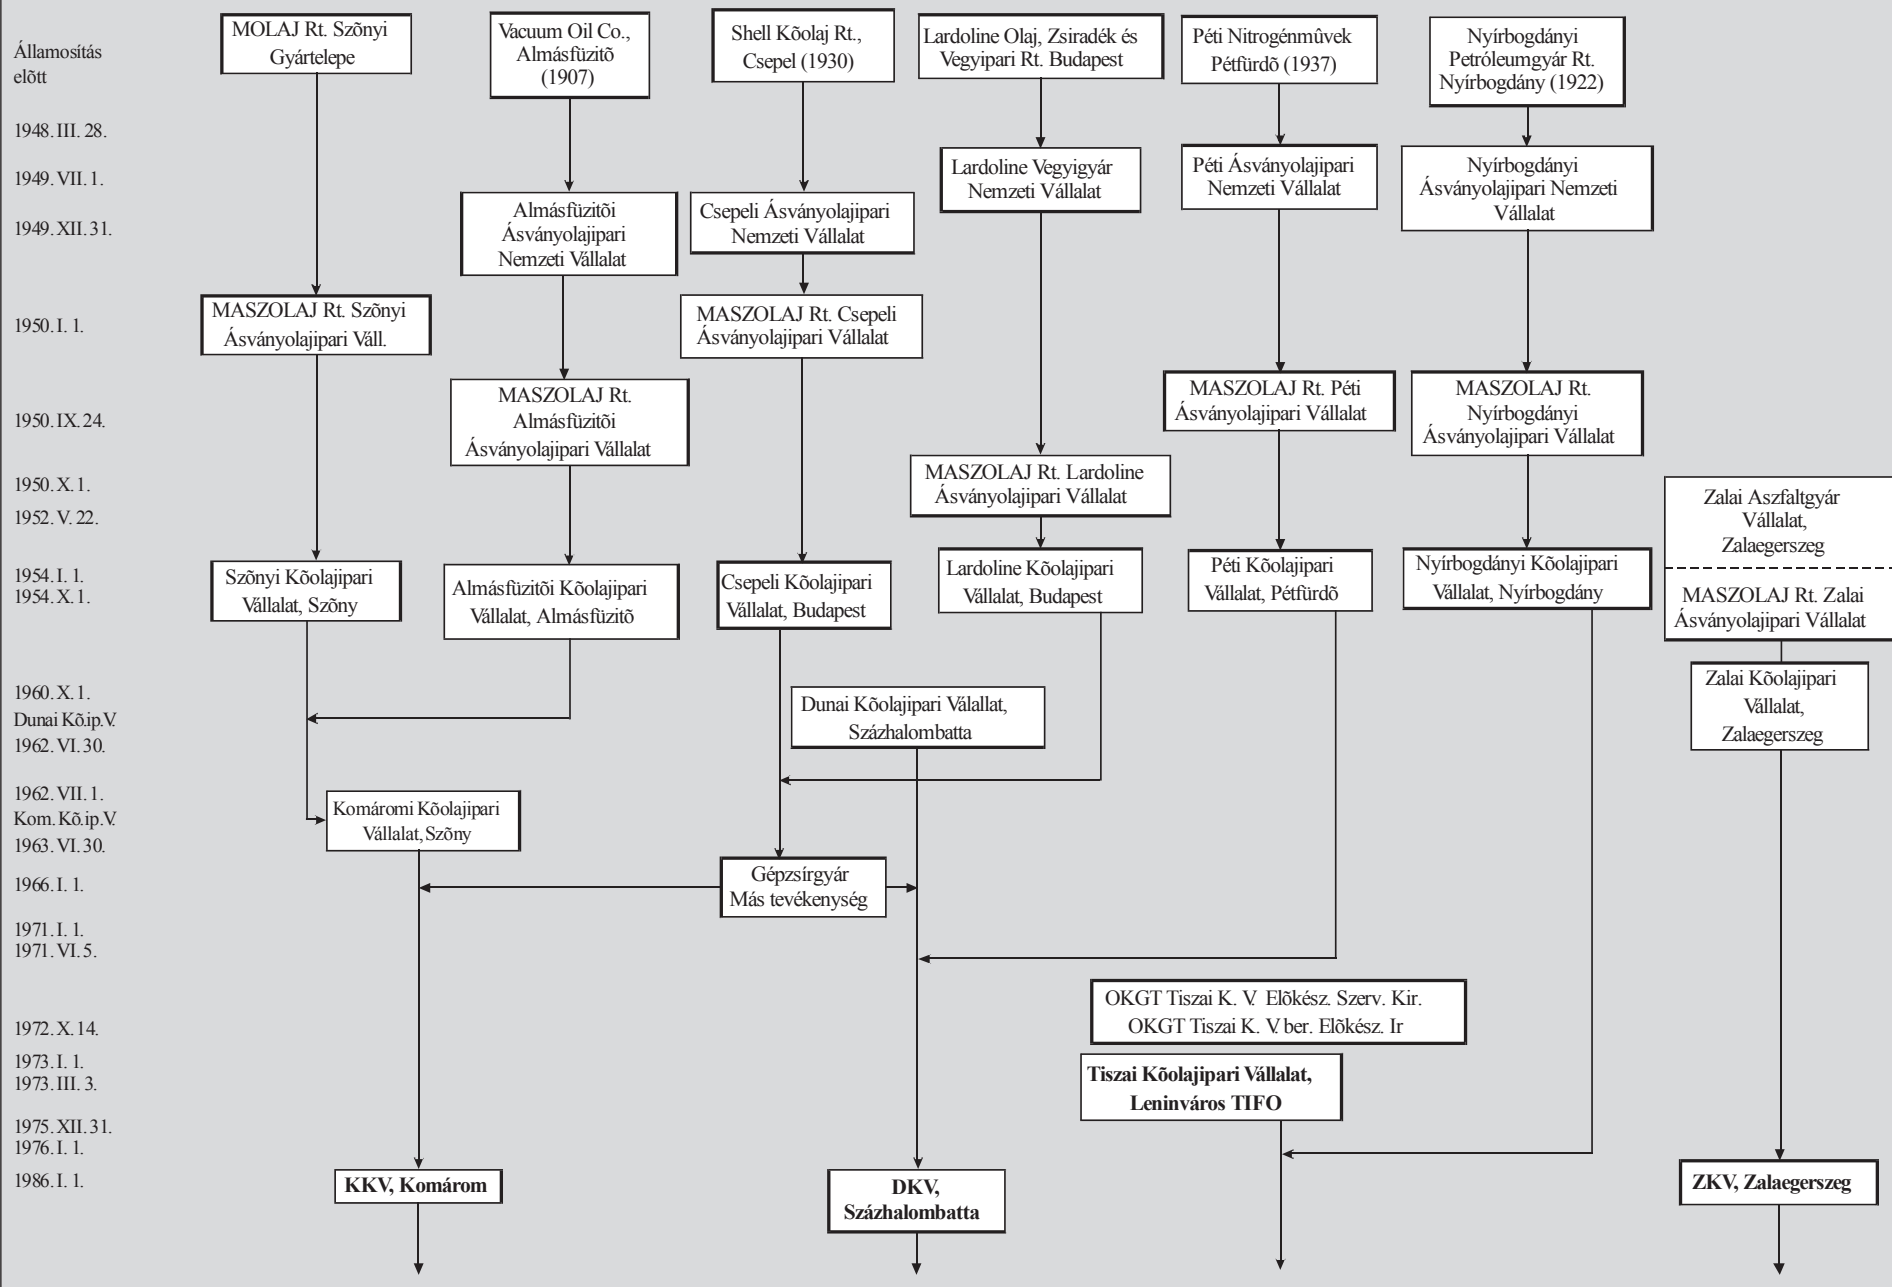 Államosítás
elõtt
1948. III. 28.
1949. VII. 1.
1949. XII. 31.
1950. I. 1.
1950. IX. 24.
1950. X. 1.
1952. V. 22.
1954. I. 1.
1954. X. 1.
1960. X. 1.
Dunai Kõ.ip.V.
1962. VI. 30.
1962. VII. 1.
Kom. Kõ.ip.V.
1963. VI. 30.
1966. I. 1.
1971. I. 1.
1971. VI. 5.
1972. X. 14.
1973. I. 1.
1973. III. 3.
1975. XII. 31.
1976. I. 1.
1986. I. 1.
MOLAJ Rt. Szõnyi
Gyártelepe
Vacuum Oil Co.,
Almásfüzitõ
(1907)
Shell Kõolaj Rt.,
Csepel (1930)
Lardoline Olaj, Zsiradék és
Vegyipari Rt. Budapest
Péti Nitrogénmûvek
Pétfürdõ (1937)
Nyírbogdányi
Petróleumgyár Rt.
Nyírbogdány (1922)
Almásfüzitõi
Ásványolajipari
Nemzeti Vállalat
Csepeli Ásványolajipari
Nemzeti Vállalat
Lardoline Vegyigyár
Nemzeti Vállalat
Péti Ásványolajipari
Nemzeti Vállalat
Nyírbogdányi
Ásványolajipari Nemzeti
Vállalat
MASZOLAJ Rt. Szõnyi
Ásványolajipari Váll.
MASZOLAJ Rt.
Almásfüzitõi
Ásványolajipari Vállalat
MASZOLAJ Rt. Csepeli
Ásványolajipari Vállalat
MASZOLAJ Rt. Lardoline
Ásványolajipari Vállalat
MASZOLAJ Rt. Péti
Ásványolajipari Vállalat
MASZOLAJ Rt.
Nyírbogdányi
Ásványolajipari Vállalat
Zalai Aszfaltgyár
Vállalat,
Zalaegerszeg
MASZOLAJ Rt. Zalai
Ásványolajipari Vállalat
Szõnyi Kõolajipari
Vállalat, Szõny
Almásfüzitõi Kõolajipari
Vállalat, Almásfüzitõ
Csepeli Kõolajipari
Vállalat, Budapest
Lardoline Kõolajipari
Vállalat, Budapest
Péti Kõolajipari
Vállalat, Pétfürdõ
Nyírbogdányi Kõolajipari
Vállalat, Nyírbogdány
Zalai Kõolajipari
Vállalat,
Zalaegerszeg
Dunai Kõolajipari Válallat,
Százhalombatta
Komáromi Kõolajipari
Vállalat, Szõny
Gépzsírgyár
Más tevékenység
OKGT Tiszai K. V. Elõkész. Szerv. Kir.
OKGT Tiszai K. V. ber. Elõkész. Ir
Tiszai Kõolajipari Vállalat,
Leninváros TIFO
KKV, Komárom
DKV,
Százhalombatta
ZKV, Zalaegerszeg